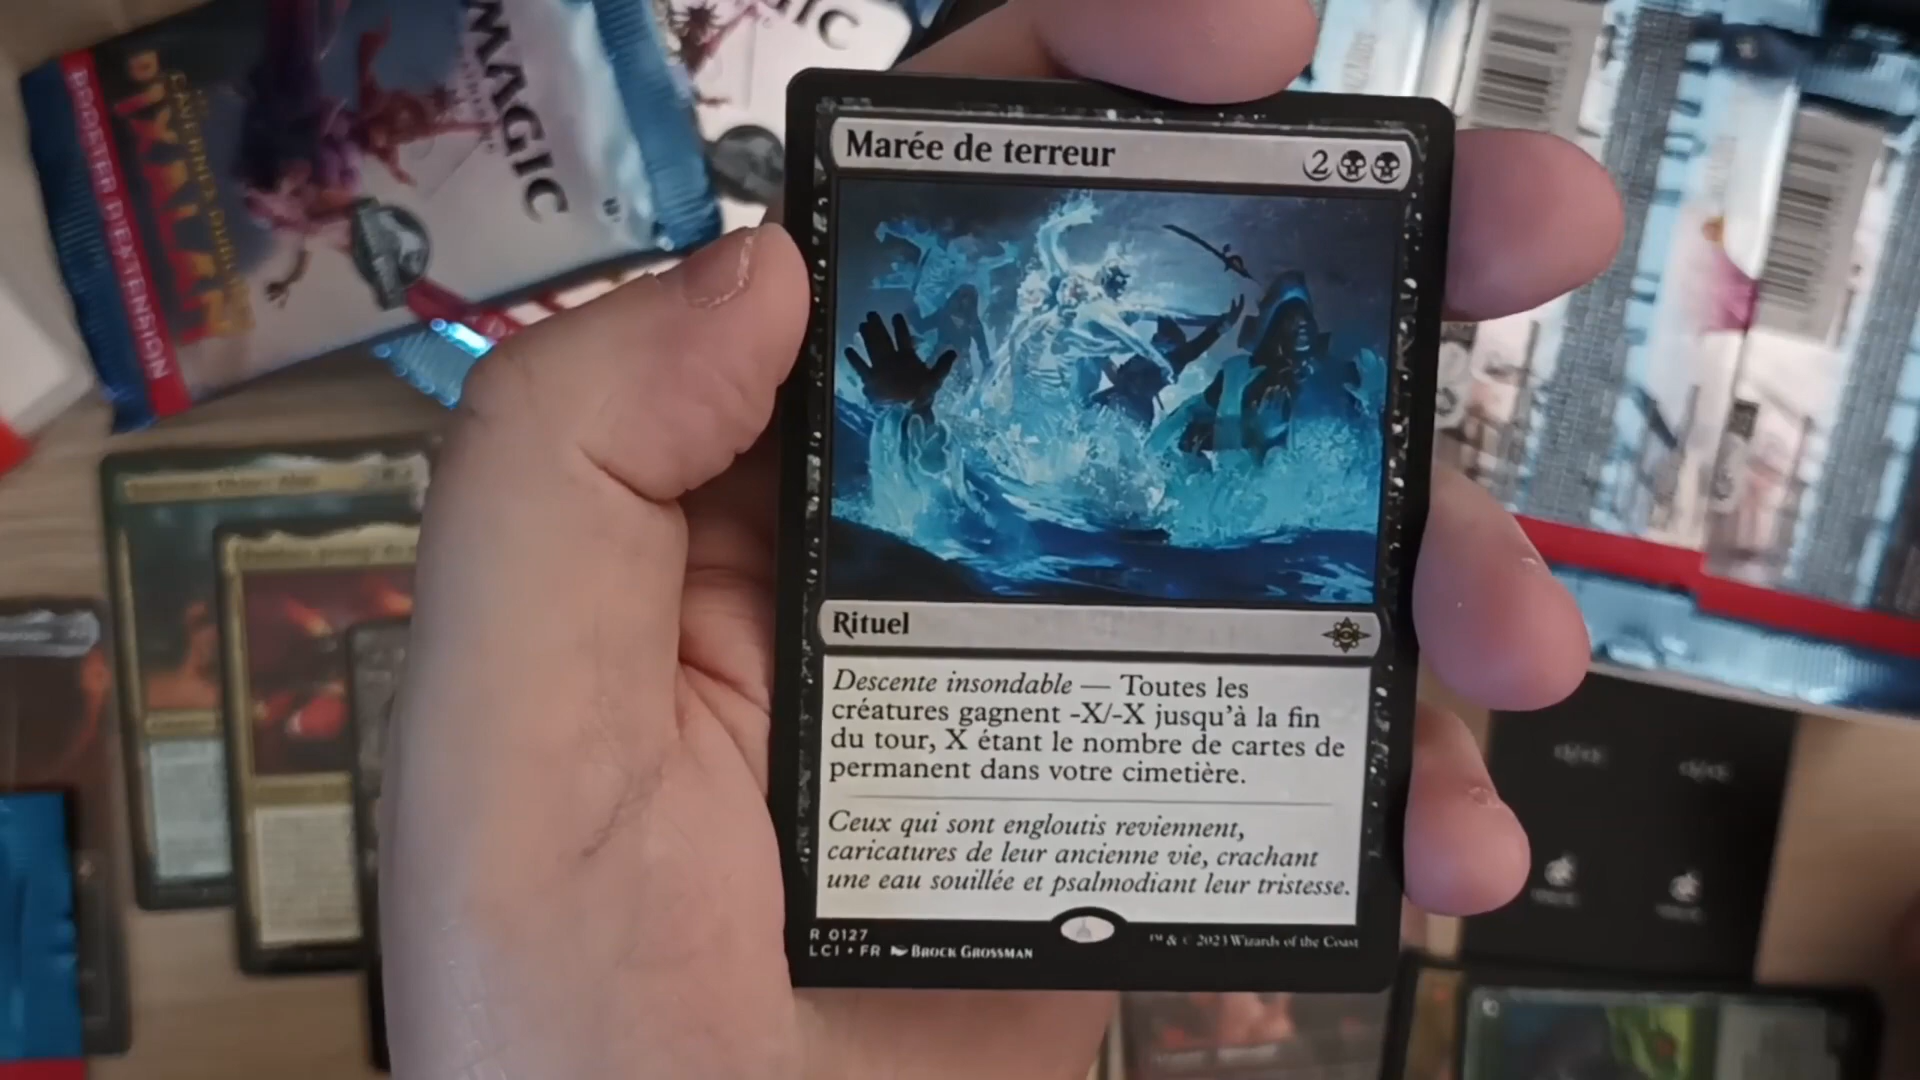 MAGIC
IXALAN
BOOSTER D'EXTENSION
Marée de terreur
2
Rituel
Descente insondable — Toutes les
créatures gagnent -X/-X jusqu'à la fin
du tour, X étant le nombre de cartes de
permanent dans votre cimetière.
Ceux qui sont engloutis reviennent,
caricatures de leur ancienne vie, crachant
une eau souillée et psalmodiant leur tristesse.
R 0127
LCI • FR BROCK GROSSMAN
™ & © 2023 Wizards of the Coast